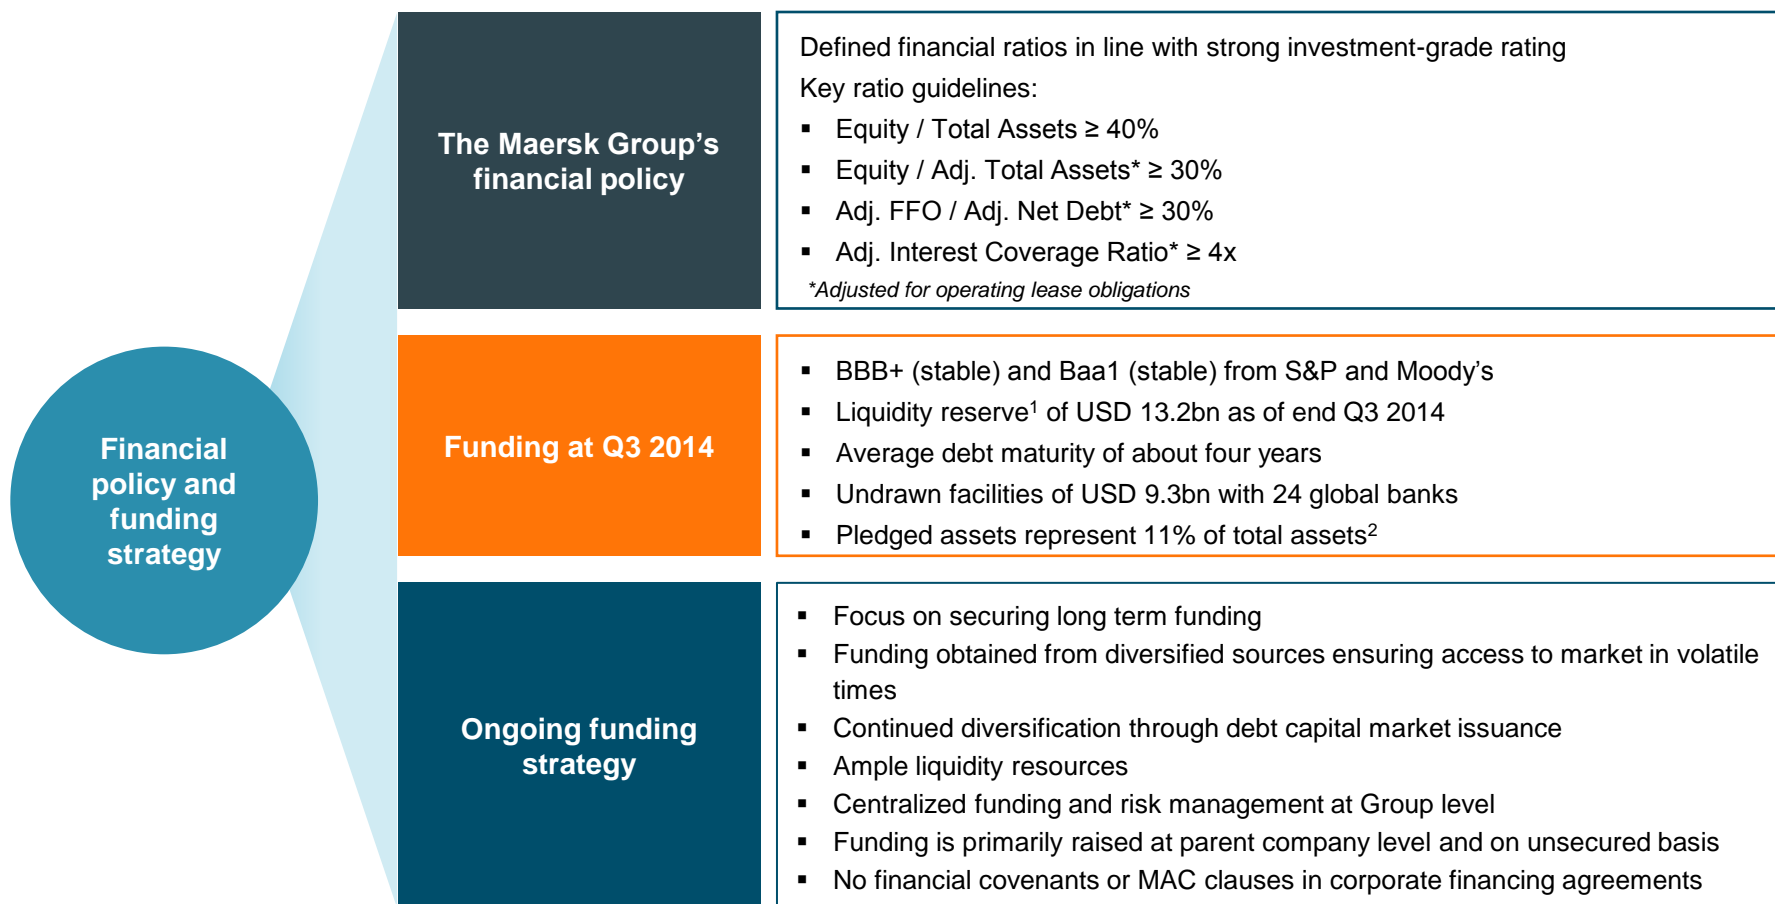 Financial
policy and
funding
strategy
The Maersk Group’s
financial policy
Defined financial ratios in line with strong investment-grade rating
Key ratio guidelines:
▪ Equity / Total Assets ≥ 40%
▪ Equity / Adj. Total Assets* ≥ 30%
▪ Adj. FFO / Adj. Net Debt* ≥ 30%
▪ Adj. Interest Coverage Ratio* ≥ 4x
*Adjusted for operating lease obligations
Funding at Q3 2014
▪ BBB+ (stable) and Baa1 (stable) from S&P and Moody’s
▪ Liquidity reserve¹ of USD 13.2bn as of end Q3 2014
▪ Average debt maturity of about four years
▪ Undrawn facilities of USD 9.3bn with 24 global banks
▪ Pledged assets represent 11% of total assets²
Ongoing funding
strategy
▪ Focus on securing long term funding
▪ Funding obtained from diversified sources ensuring access to market in volatile
times
▪ Continued diversification through debt capital market issuance
▪ Ample liquidity resources
▪ Centralized funding and risk management at Group level
▪ Funding is primarily raised at parent company level and on unsecured basis
▪ No financial covenants or MAC clauses in corporate financing agreements